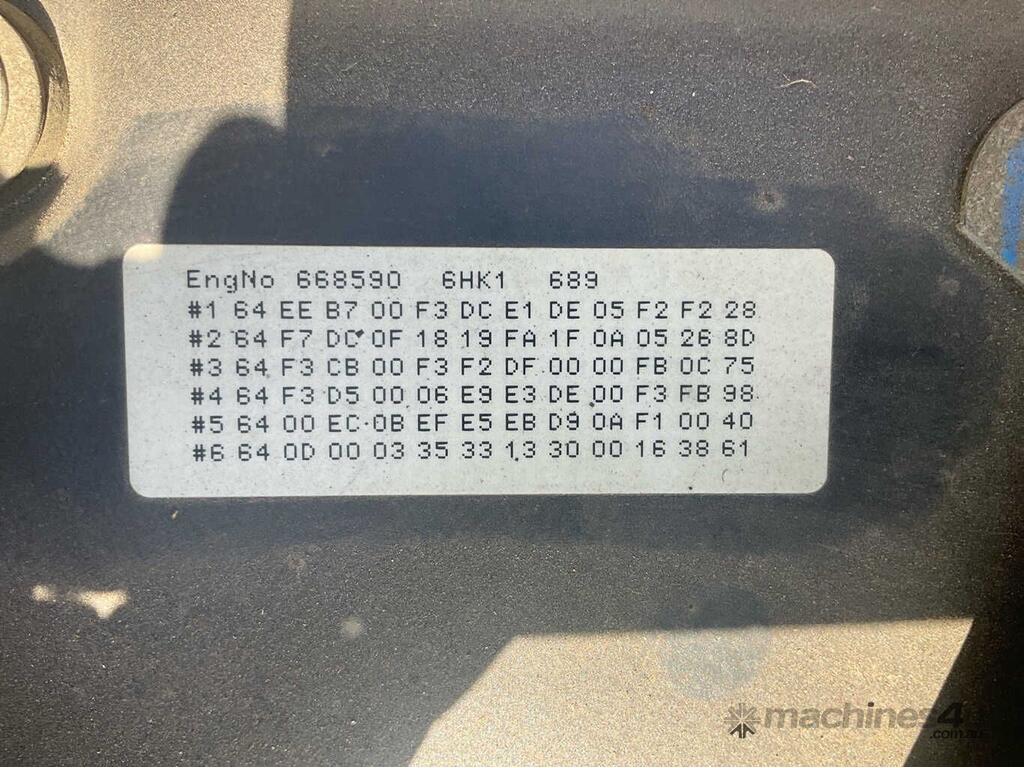 EngNo 668590 6HK1 689
#1 64 EE B7 00 F3 DC E1 DE 05 F2 F2 28
#2 64 F7 DC 0F 18 19 FA 1F 0A 05 26 8D
#3 64 F3 CB 00 F3 F2 DF 00 00 FB 0C 75
#4 64 F3 D5 00 06 E9 E3 DE 00 F3 FB 98
#5 64 00 EC 0B EF E5 EB D9 0A F1 00 40
#6 64 0D 00 03 35 33 13 30 00 16 38 61
machines4u
.com.au